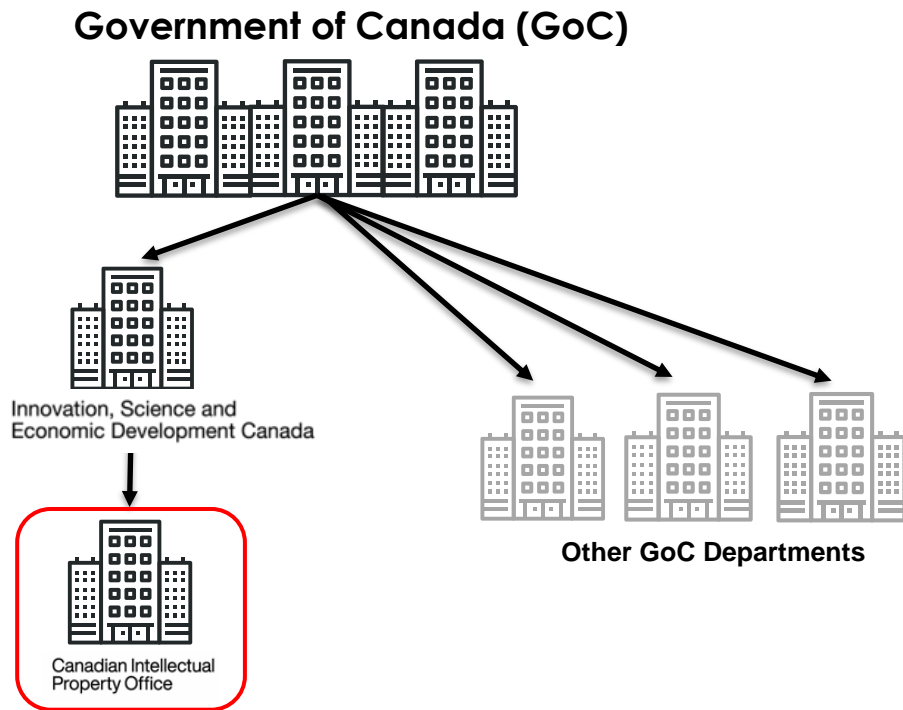 Government of Canada (GoC)
Innovation, Science and
Economic Development Canada
Other GoC Departments
Canadian Intellectual
Property Office